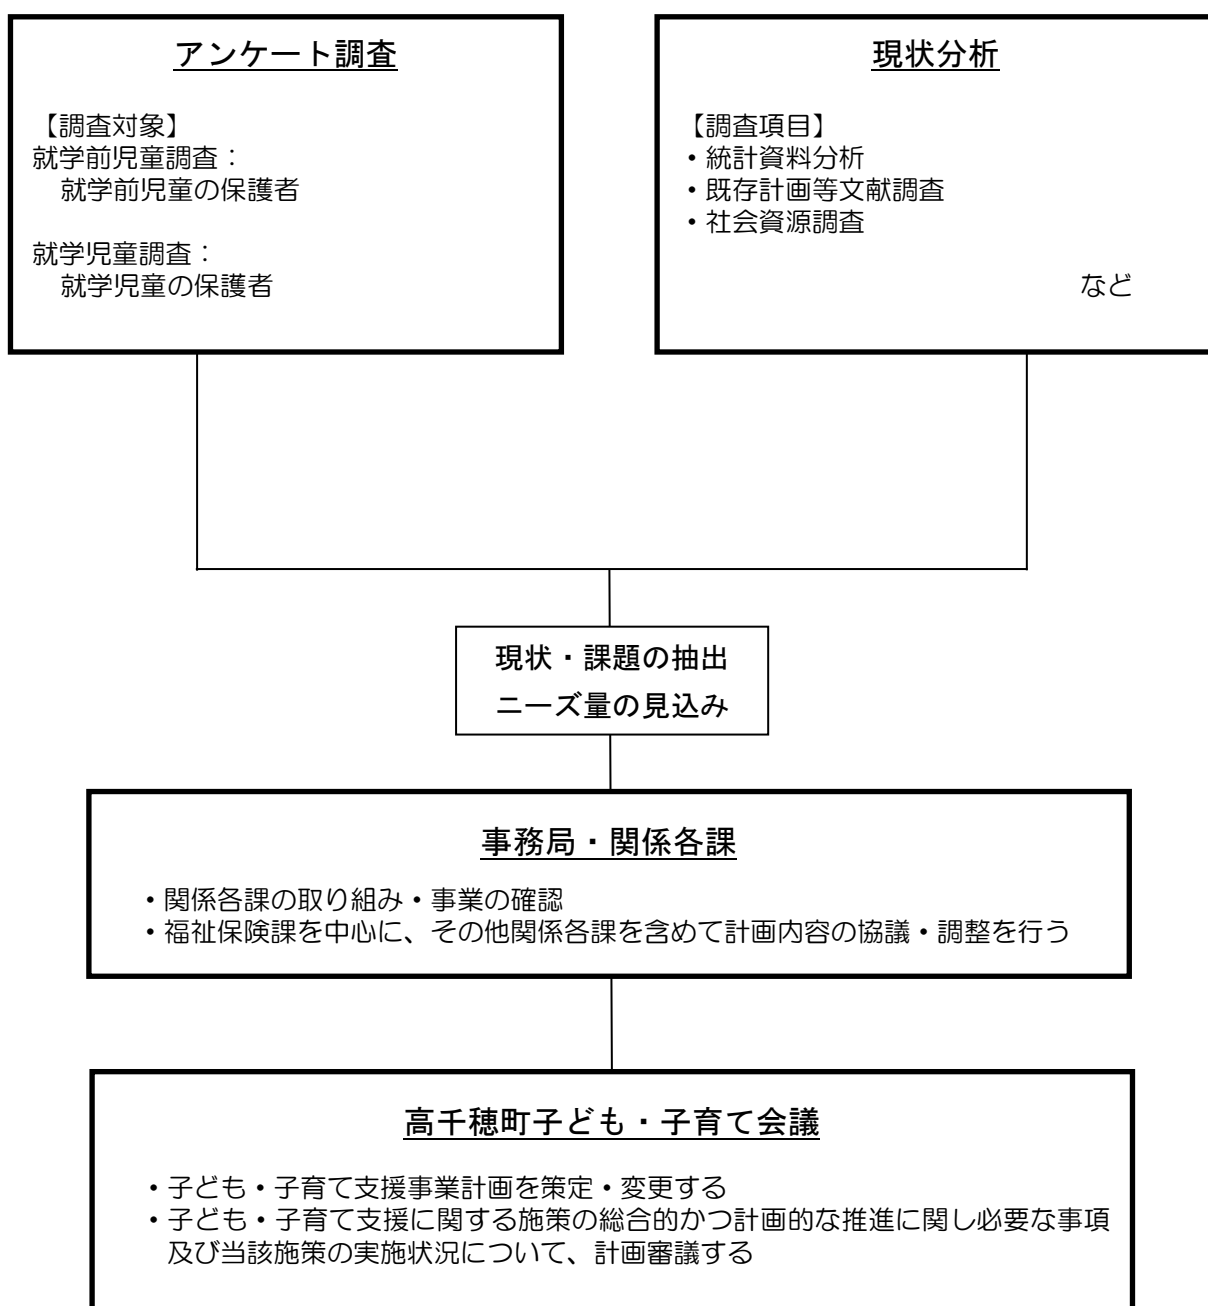 アンケート調査
【調査対象】
就学前児童調査：
就学前児童の保護者
就学児童調査：
就学児童の保護者
現状分析
【調査項目】
・統計資料分析
・既存計画等文献調査
・社会資源調査
など
現状・課題の抽出
ニーズ量の見込み
事務局・関係各課
・関係各課の取り組み・事業の確認
・福祉保険課を中心に、その他関係各課を含めて計画内容の協議・調整を行う
高千穂町子ども・子育て会議
・子ども・子育て支援事業計画を策定・変更する
・子ども・子育て支援に関する施策の総合的かつ計画的な推進に関し必要な事項
及び当該施策の実施状況について、計画審議する